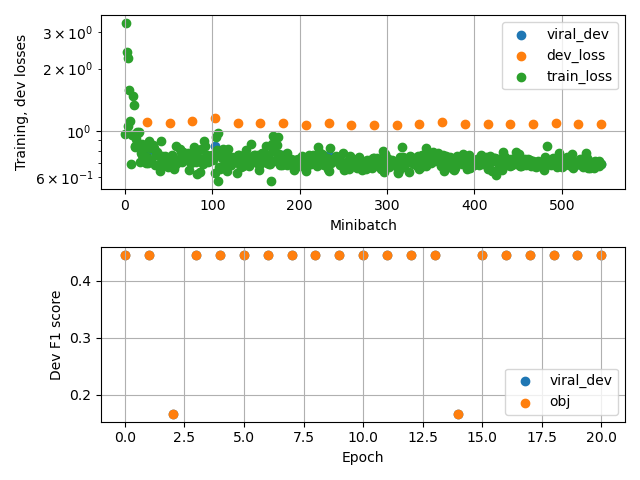 3 × 10⁰
2 × 10⁰
10⁰
6 × 10⁻¹
Training, dev losses
viral_dev
dev_loss
train_loss
0 100 200 300 400 500
Minibatch
0.4
0.3
0.2
Dev F1 score
viral_dev
obj
0.0 2.5 5.0 7.5 10.0 12.5 15.0 17.5 20.0
Epoch